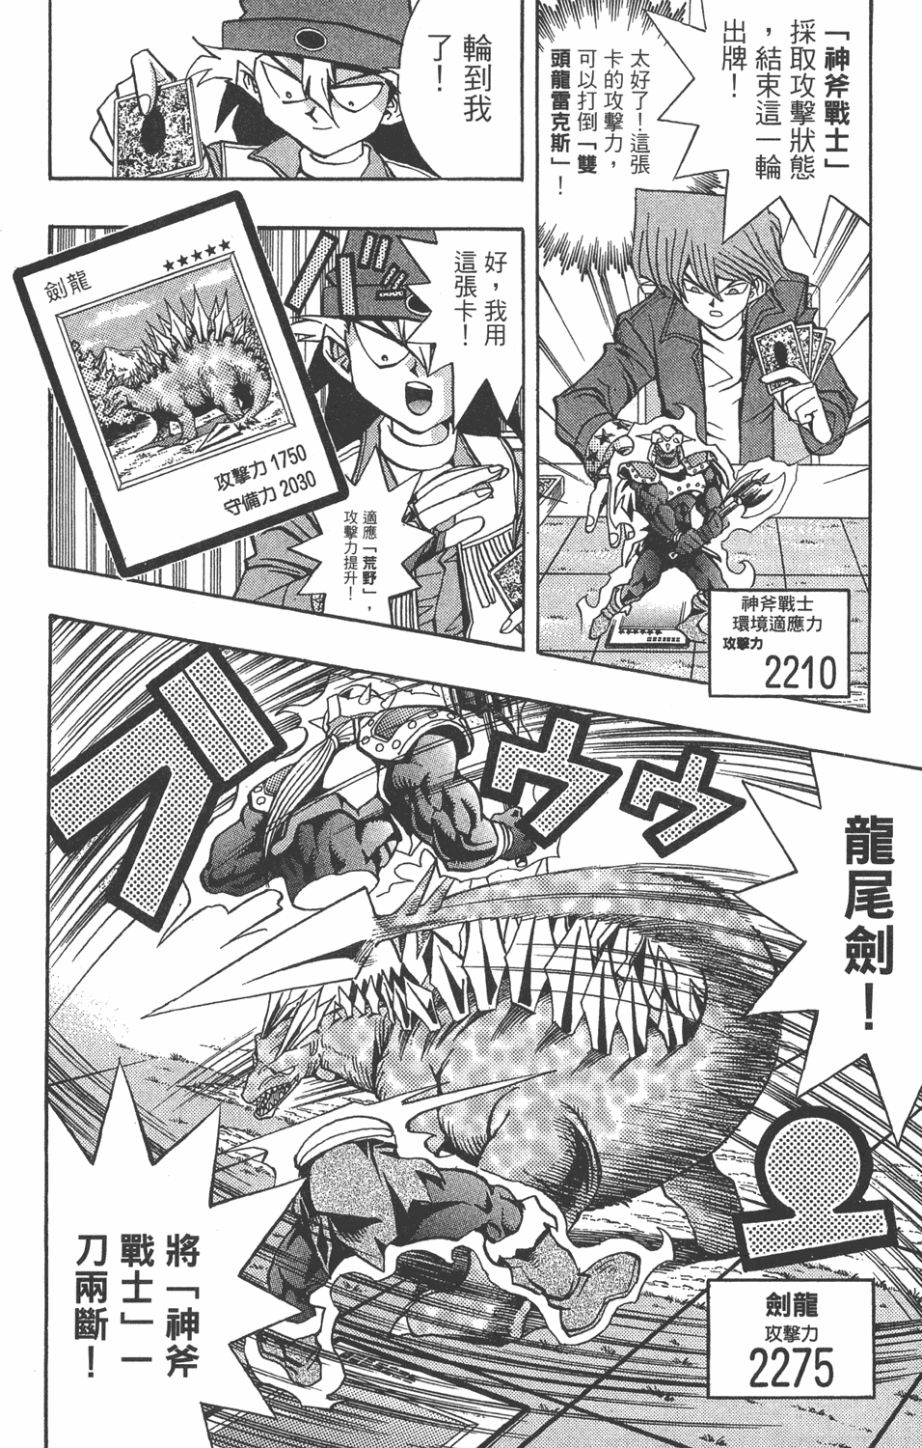 「神斧戰士」
採取攻擊狀態
，結束這一輪
出牌！
太好了！這張
卡的攻擊力，
可以打倒「雙
頭龍雷克斯」！
神斧戰士
環境適應力
攻擊力
2210
輪到我
了！
好，我用
這張卡！
劍龍
★★★★★
攻擊力 1750
守備力 2030
適應「荒野」，
攻擊力提升！
ブゥゥ
龍尾劍！
劍龍
攻擊力
2275
將「神斧
戰士」一
刀兩斷！